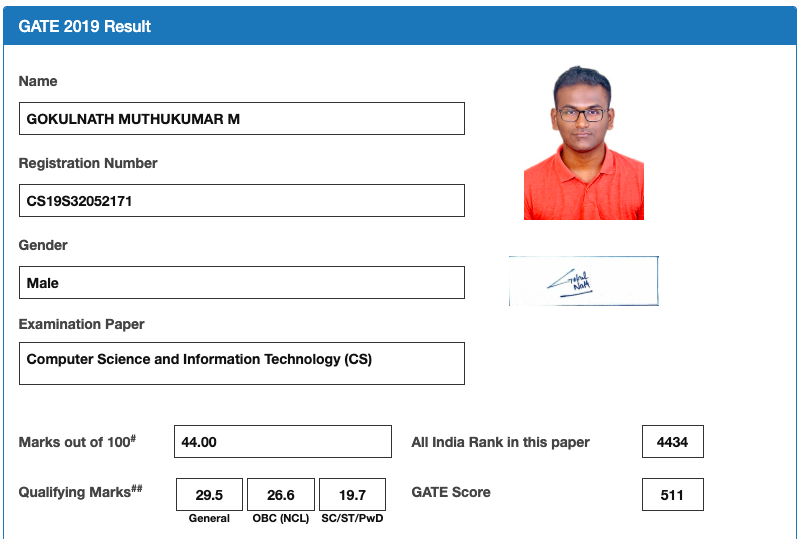 GATE 2019 Result
Name
GOKULNATH MUTHUKUMAR M
Registration Number
CS19S32052171
Gender
Male
Gokul
Nath
Examination Paper
Computer Science and Information Technology (CS)
Marks out of 100#
44.00
All India Rank in this paper
4434
Qualifying Marks##
29.5 26.6 19.7
General OBC (NCL) SC/ST/PwD
GATE Score
511